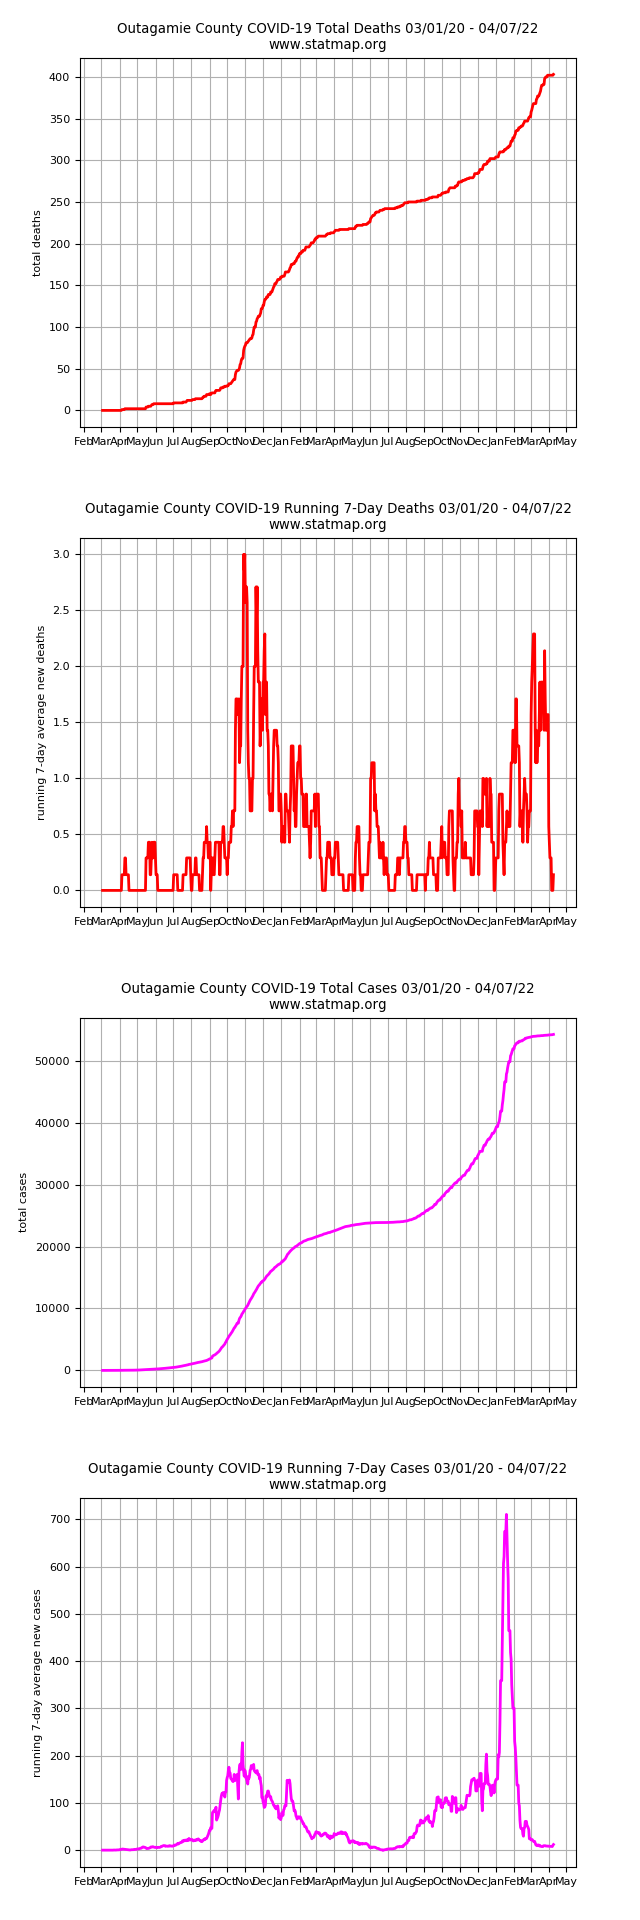 Outagamie County COVID-19 Total Deaths 03/01/20 - 04/07/22
www.statmap.org
400
350
300
250
200
150
100
50
0
total deaths
Feb Mar Apr May Jun Jul Aug Sep Oct Nov Dec Jan Feb Mar Apr May Jun Jul Aug Sep Oct Nov Dec Jan Feb Mar Apr May
Outagamie County COVID-19 Running 7-Day Deaths 03/01/20 - 04/07/22
www.statmap.org
3.0
2.5
2.0
1.5
1.0
0.5
0.0
running 7-day average new deaths
Feb Mar Apr May Jun Jul Aug Sep Oct Nov Dec Jan Feb Mar Apr May Jun Jul Aug Sep Oct Nov Dec Jan Feb Mar Apr May
Outagamie County COVID-19 Total Cases 03/01/20 - 04/07/22
www.statmap.org
50000
40000
30000
20000
10000
0
total cases
Feb Mar Apr May Jun Jul Aug Sep Oct Nov Dec Jan Feb Mar Apr May Jun Jul Aug Sep Oct Nov Dec Jan Feb Mar Apr May
Outagamie County COVID-19 Running 7-Day Cases 03/01/20 - 04/07/22
www.statmap.org
700
600
500
400
300
200
100
0
running 7-day average new cases
Feb Mar Apr May Jun Jul Aug Sep Oct Nov Dec Jan Feb Mar Apr May Jun Jul Aug Sep Oct Nov Dec Jan Feb Mar Apr May